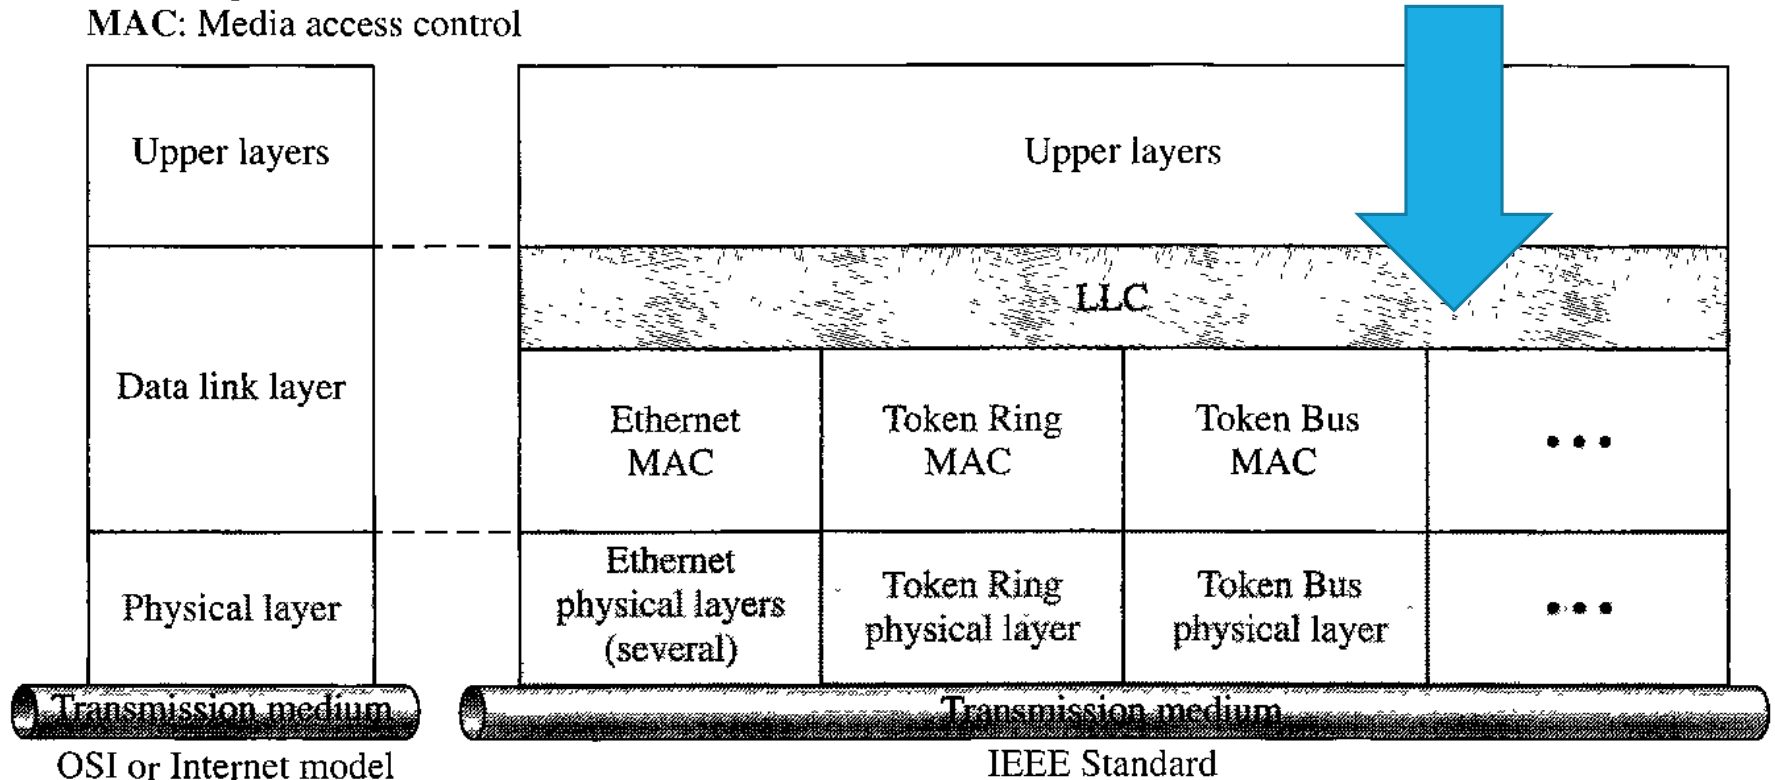 MAC: Media access control
Upper layers
Upper layers
LLC
Data link layer
Ethernet
MAC
Token Ring
MAC
Token Bus
MAC
• • •
Physical layer
Ethernet
physical layers
(several)
Token Ring
physical layer
Token Bus
physical layer
• • •
Transmission medium
Transmission medium
OSI or Internet model
IEEE Standard